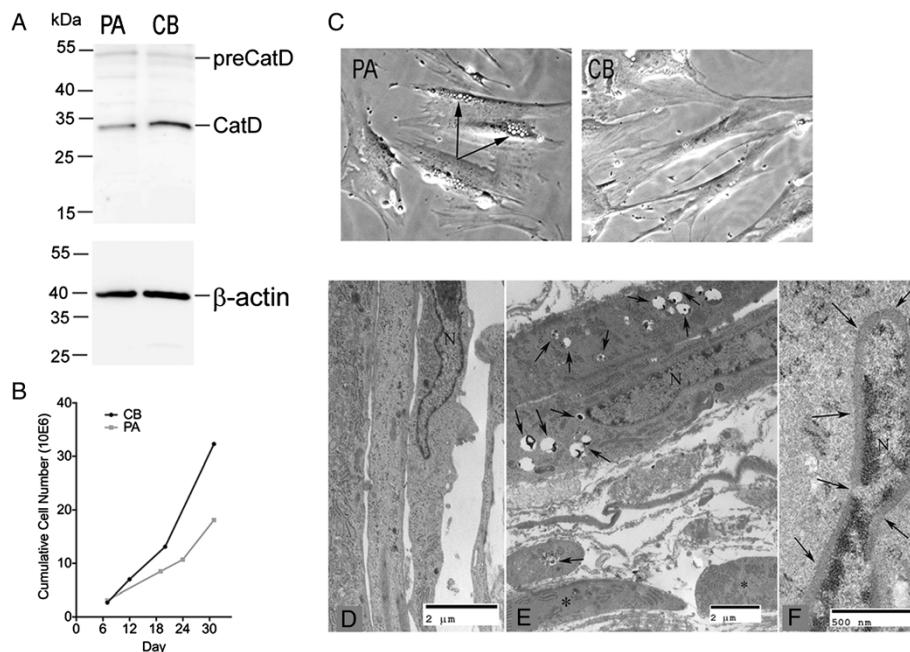 A
kDa
PA CB
55
40
35
25
15
preCatD
CatD
55
40
35
25
β-actin
B
CB
PA
Cumulative Cell Number (10E6)
40
30
20
10
0
0 6 12 18 24 30
Day
C
PA
CB
N
D
2 µm
N
*
*
E
2 µm
N
F
500 nm